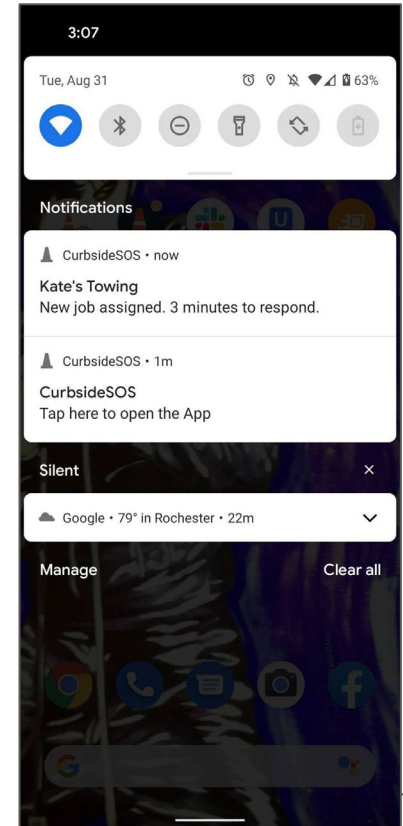 3:07
Tue, Aug 31
63%
Notifications
CurbsideSOS • now
Kate's Towing
New job assigned. 3 minutes to respond.
CurbsideSOS • 1m
CurbsideSOS
Tap here to open the App
Silent
Google • 79° in Rochester • 22m
Manage
Clear all